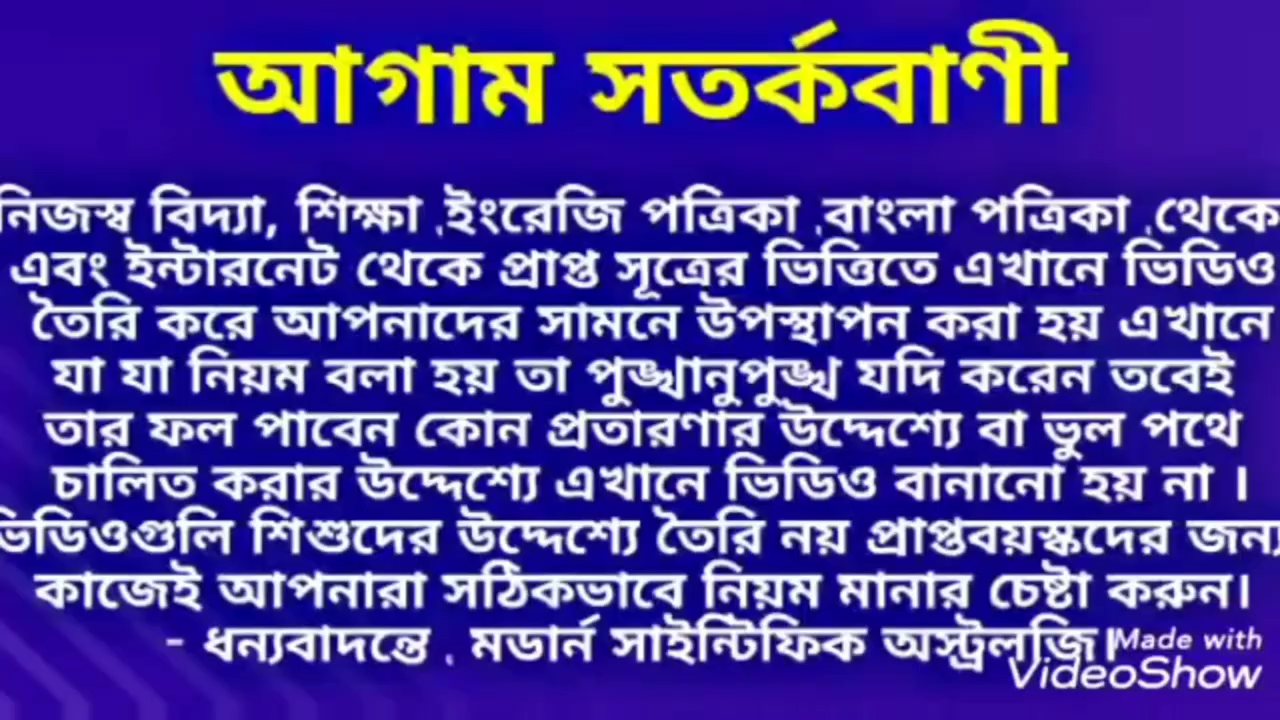 আগাম সতর্কবাণী
নিজস্ব বিদ্যা, শিক্ষা ,ইংরেজি পত্রিকা ,বাংলা পত্রিকা ,থেকে
এবং ইন্টারনেট থেকে প্রাপ্ত সূত্রের ভিত্তিতে এখানে ভিডিও
তৈরি করে আপনাদের সামনে উপস্থাপন করা হয় এখানে
যা যা নিয়ম বলা হয় তা পুঙ্খানুপুঙ্খ যদি করেন তবেই
তার ফল পাবেন কোন প্রতারণার উদ্দেশ্যে বা ভুল পথে
চালিত করার উদ্দেশ্যে এখানে ভিডিও বানানো হয় না ।
ভিডিওগুলি শিশুদের উদ্দেশ্যে তৈরি নয় প্রাপ্তবয়স্কদের জন্য
কাজেই আপনারা সঠিকভাবে নিয়ম মানার চেষ্টা করুন।
- ধন্যবাদন্তে , মডার্ন সাইন্টিফিক অস্ট্রলজি।
Made with
VideoShow